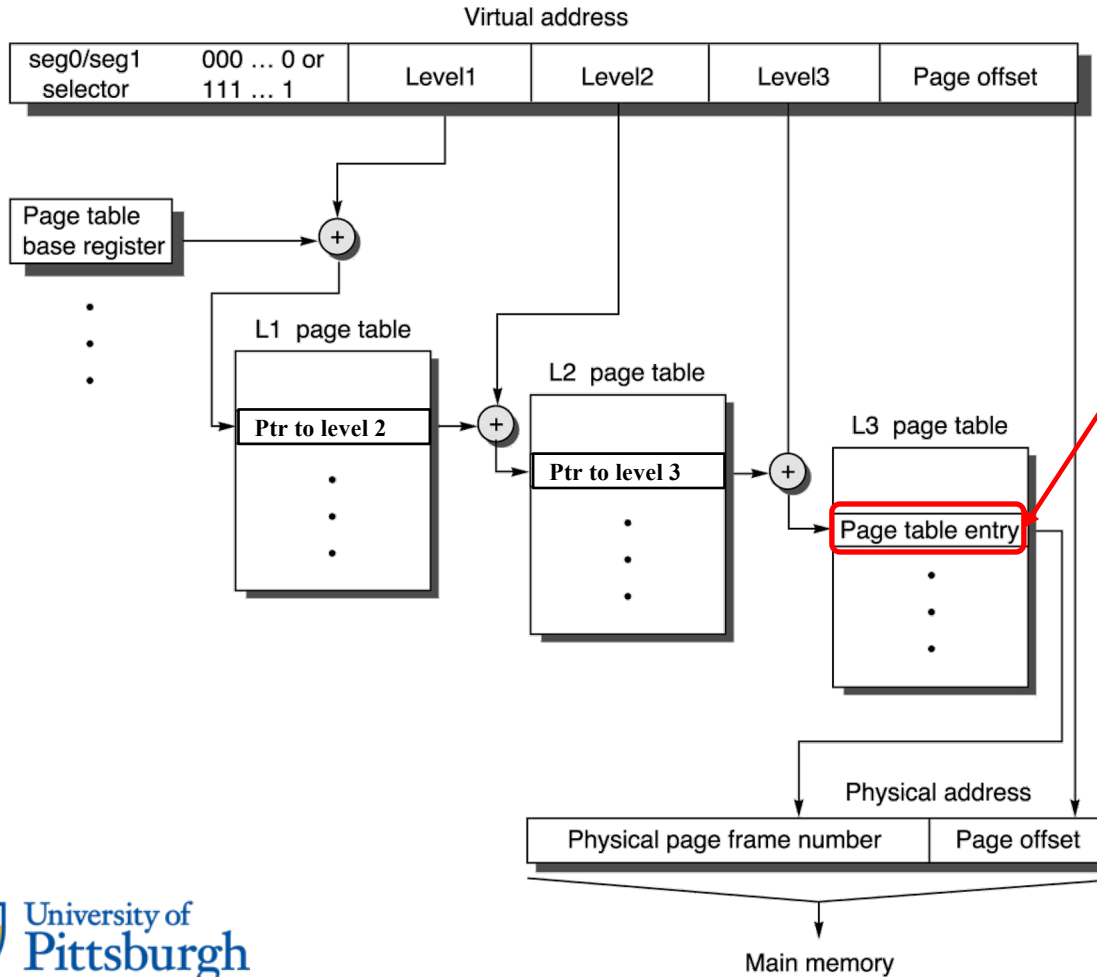 Virtual address
seg0/seg1 000 ... 0 or
selector 111 ... 1
Level1
Level2
Level3
Page offset
Page table
base register
+
L1 page table
Ptr to level 2
+
L2 page table
Ptr to level 3
+
L3 page table
Page table entry
Physical address
Physical page frame number
Page offset
Main memory
University of
Pittsburgh